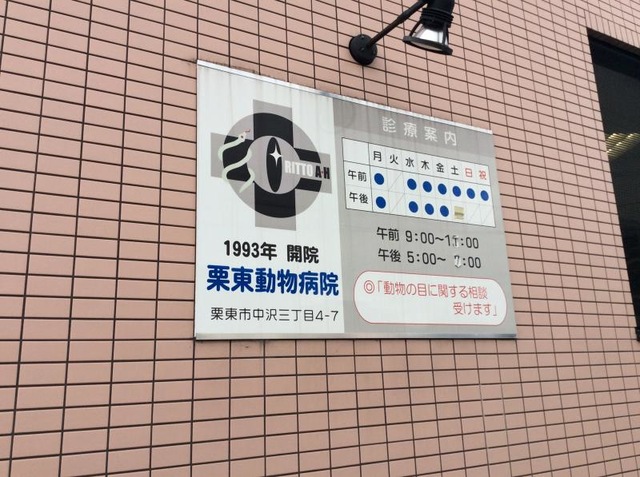 RITTO A・H
1993年 開院
栗東動物病院
栗東市中沢三丁目4-7
診療案内
月 火 水 木 金 土 日 祝
午前 ● ● ● ● ● ● ●
午後 ● ● ● ●
午前 9:00〜11:00
午後 5:00〜 :00
◎「動物の目に関する相談
受けます」